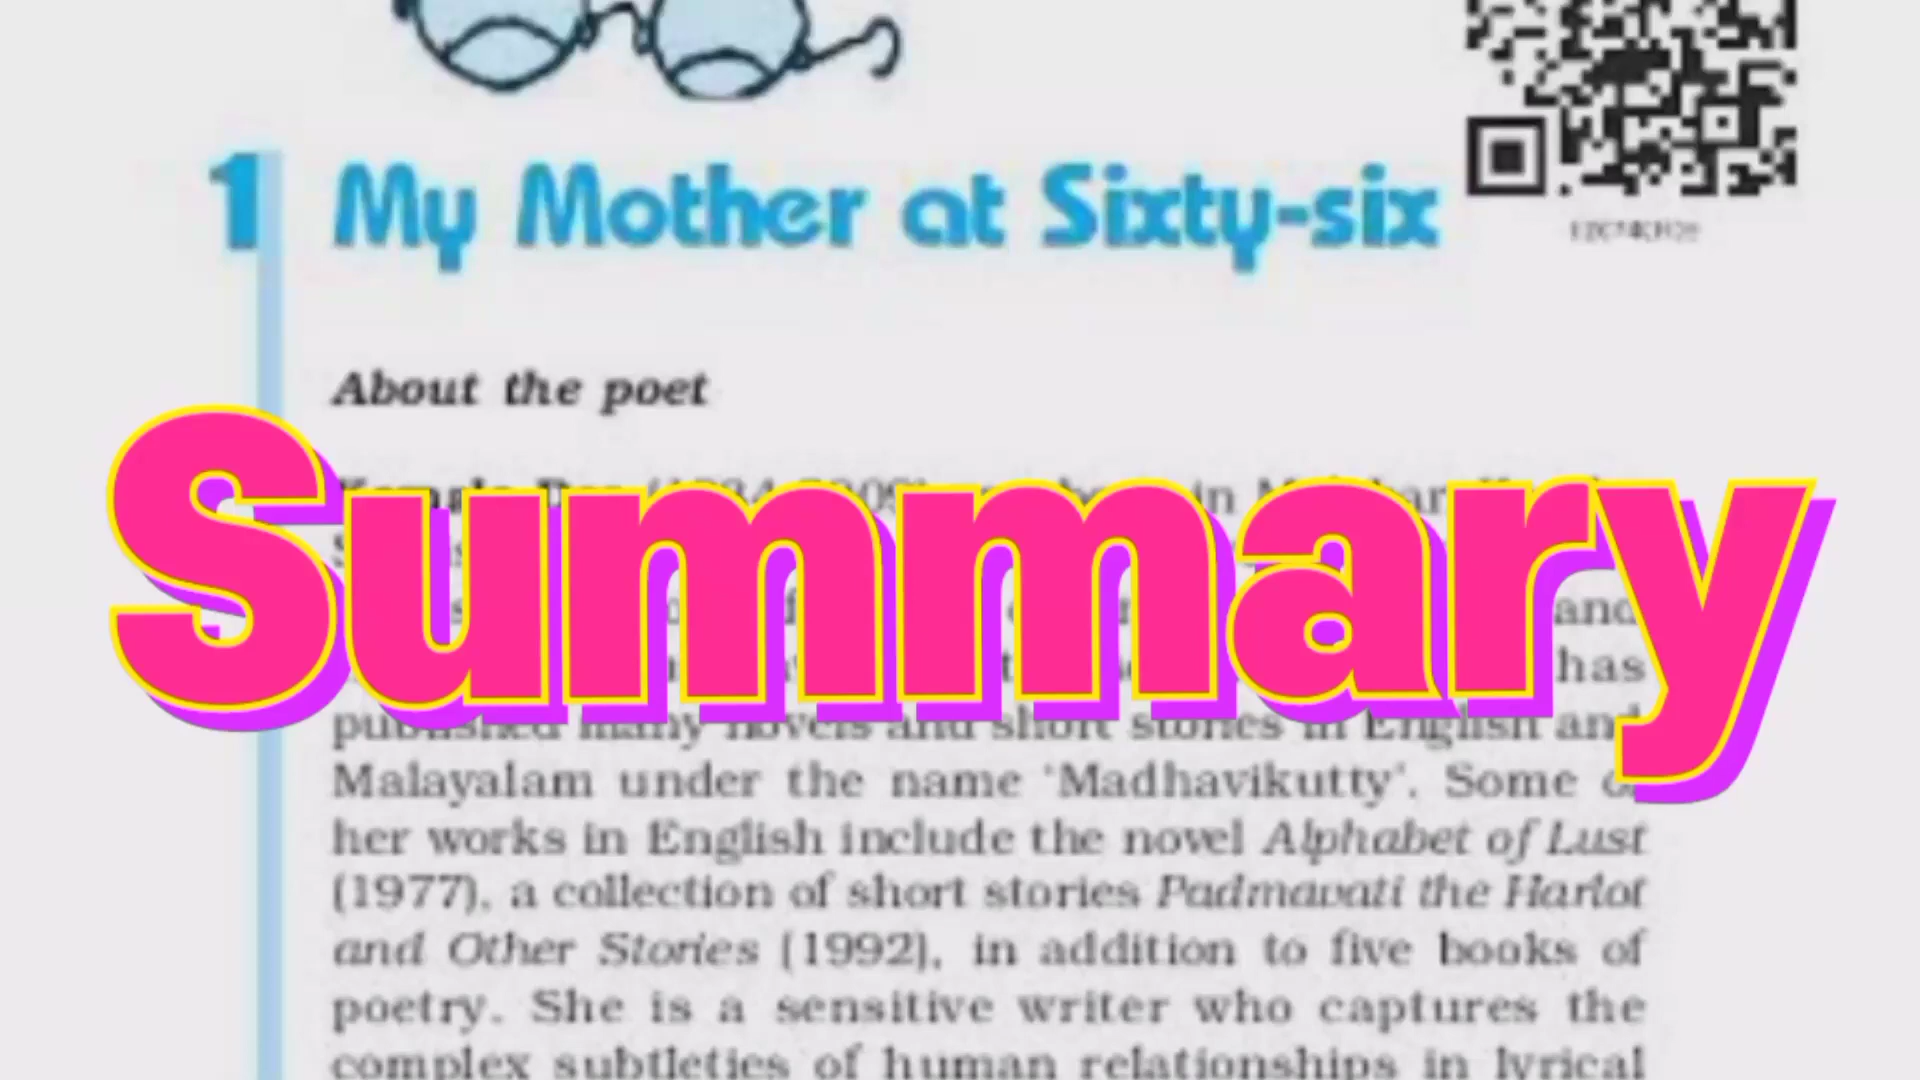 1 My Mother at Sixty-six
About the poet
Summary
in
and
has
published many novels and short stories in English and
Malayalam under the name ‘Madhavikutty’. Some of
her works in English include the novel Alphabet of Lust
(1977), a collection of short stories Padmavati the Harlot
and Other Stories (1992), in addition to five books of
poetry. She is a sensitive writer who captures the
complex subtleties of human relationships in lyrical